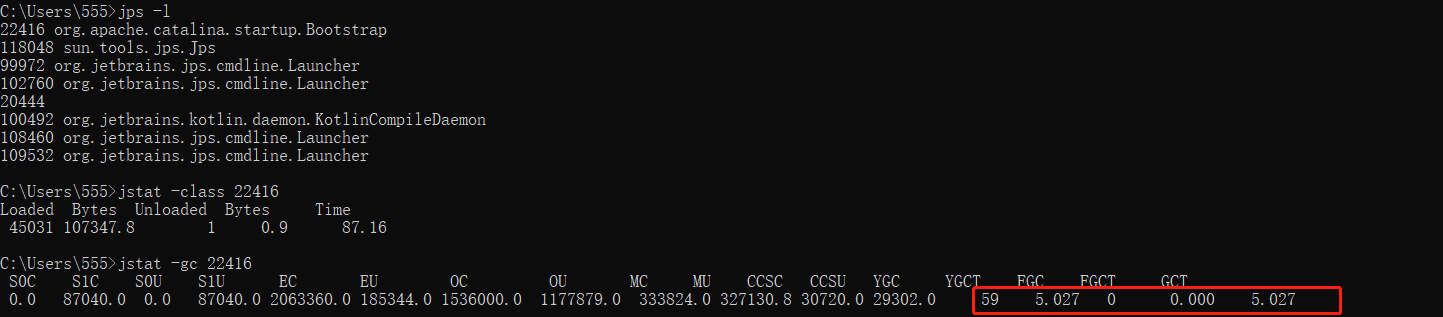 C:\Users\555>jps -l
22416 org.apache.catalina.startup.Bootstrap
118048 sun.tools.jps.Jps
99972 org.jetbrains.jps.cmdline.Launcher
102760 org.jetbrains.jps.cmdline.Launcher
20444
100492 org.jetbrains.kotlin.daemon.KotlinCompileDaemon
108460 org.jetbrains.jps.cmdline.Launcher
109532 org.jetbrains.jps.cmdline.Launcher
C:\Users\555>jstat -class 22416
Loaded  Bytes  Unloaded  Bytes     Time
 45031 107347.8        1     0.9      87.16
C:\Users\555>jstat -gc 22416
 S0C    S1C    S0U    S1U      EC       EU        OC         OU       MC     MU    CCSC   CCSU   YGC     YGCT    FGC    FGCT     GCT
 0.0   87040.0  0.0   87040.0 2063360.0 185344.0 1536000.0  1177879.0  333824.0 327130.8 30720.0 29302.0     59    5.027   0      0.000    5.027